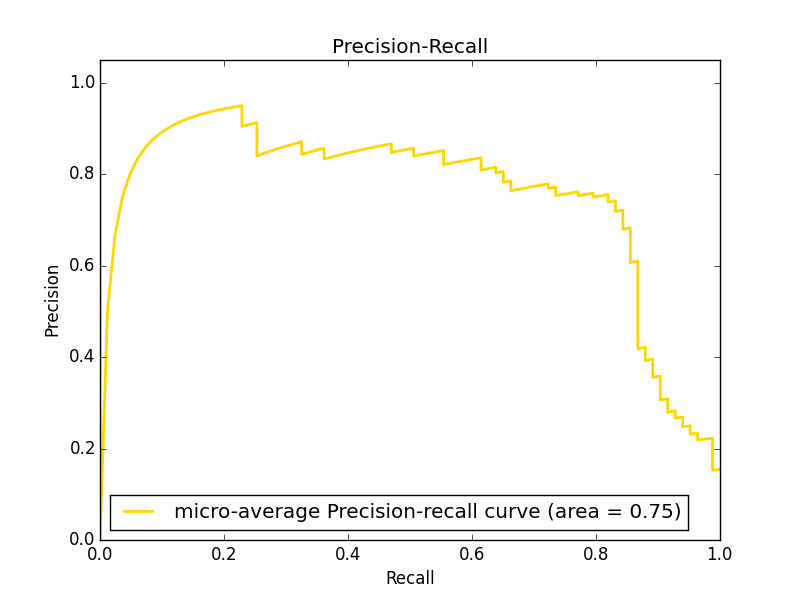 Precision-Recall
1.0
0.8
0.6
0.4
0.2
0.0
Precision
micro-average Precision-recall curve (area = 0.75)
0.0 0.2 0.4 0.6 0.8 1.0
Recall